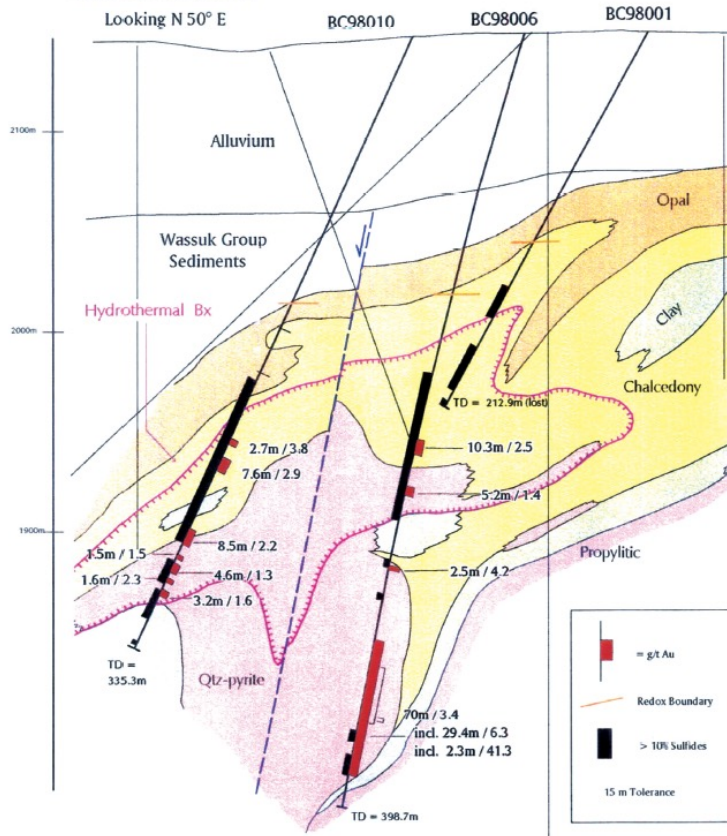 Looking N 50° E
BC98010
BC98006
BC98001
2100m
Alluvium
Opal
Wassuk Group
Sediments
Hydrothermal Bx
Clay
2000m
Chalcedony
TD = 212.9m (lost)
2.7m / 3.8
10.3m / 2.5
7.6m / 2.9
5.2m / 1.4
1900m
8.5m / 2.2
1.5m / 1.5
Propylitic
4.6m / 1.3
2.5m / 4.2
1.6m / 2.3
3.2m / 1.6
TD =
335.3m
Qtz-pyrite
= g/t Au
Redox Boundary
70m / 3.4
incl. 29.4m / 6.3
incl. 2.3m / 41.3
> 10% Sulfides
15 m Tolerance
TD = 398.7m